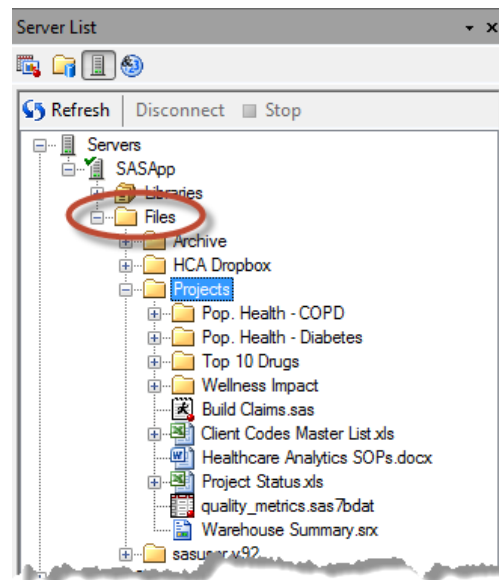 Server List
Refresh Disconnect Stop
Servers
SASApp
Libraries
Files
Archive
HCA Dropbox
Projects
Pop. Health - COPD
Pop. Health - Diabetes
Top 10 Drugs
Wellness Impact
Build Claims.sas
Client Codes Master List.xls
Healthcare Analytics SOPs.docx
Project Status.xls
quality_metrics.sas7bdat
Warehouse Summary.srx
sasuser.v92